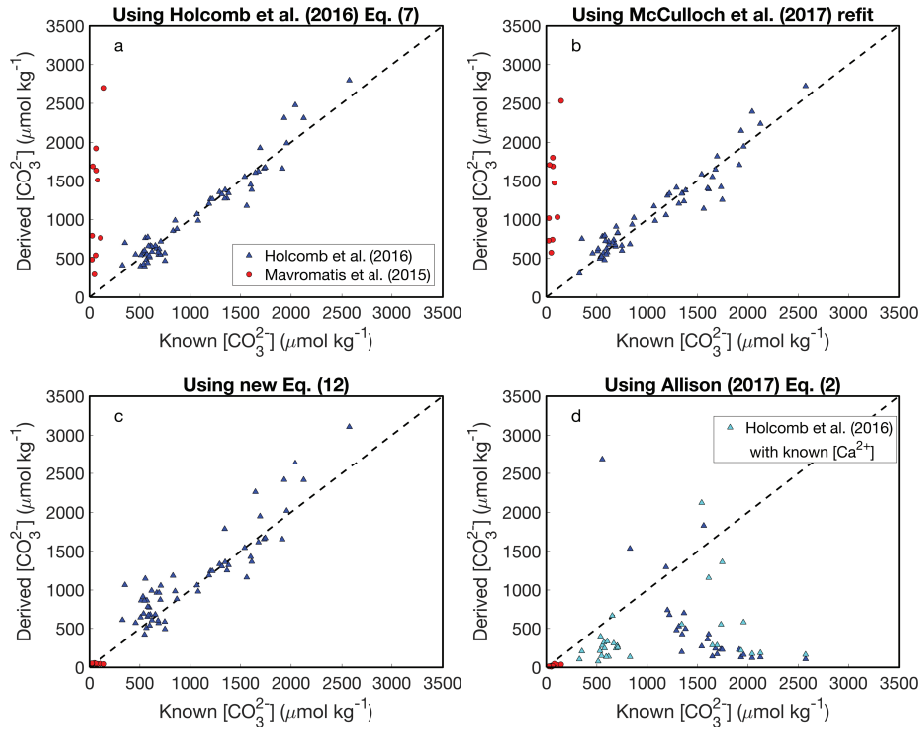 Using Holcomb et al. (2016) Eq. (7)
a
3500
3000
2500
2000
1500
1000
500
0
Derived [CO₃²⁻] (μmol kg⁻¹)
Holcomb et al. (2016)
Mavromatis et al. (2015)
0 500 1000 1500 2000 2500 3000 3500
Known [CO₃²⁻] (μmol kg⁻¹)
Using McCulloch et al. (2017) refit
b
3500
3000
2500
2000
1500
1000
500
0
Derived [CO₃²⁻] (μmol kg⁻¹)
0 500 1000 1500 2000 2500 3000 3500
Known [CO₃²⁻] (μmol kg⁻¹)
Using new Eq. (12)
c
3500
3000
2500
2000
1500
1000
500
0
Derived [CO₃²⁻] (μmol kg⁻¹)
0 500 1000 1500 2000 2500 3000 3500
Known [CO₃²⁻] (μmol kg⁻¹)
Using Allison (2017) Eq. (2)
d
3500
3000
2500
2000
1500
1000
500
0
Derived [CO₃²⁻] (μmol kg⁻¹)
Holcomb et al. (2016)
with known [Ca²⁺]
0 500 1000 1500 2000 2500 3000 3500
Known [CO₃²⁻] (μmol kg⁻¹)